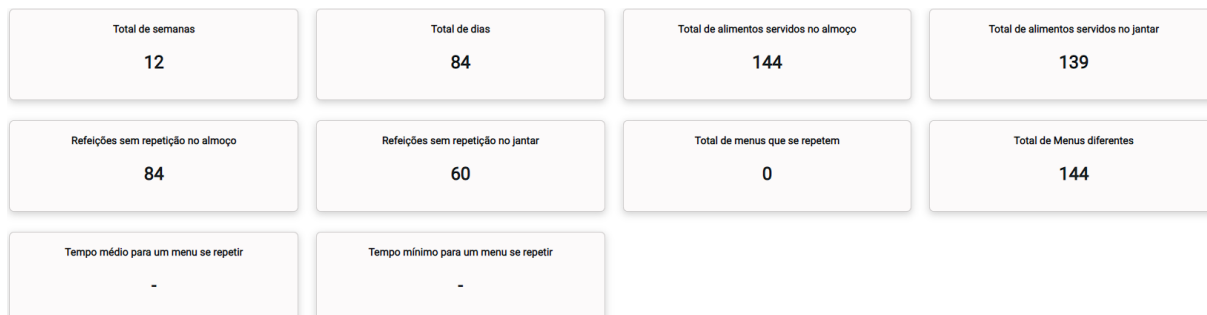 Total de semanas
12
Total de dias
84
Total de alimentos servidos no almoço
144
Total de alimentos servidos no jantar
139
Refeições sem repetição no almoço
84
Refeições sem repetição no jantar
60
Total de menus que se repetem
0
Total de Menus diferentes
144
Tempo médio para um menu se repetir
-
Tempo mínimo para um menu se repetir
-